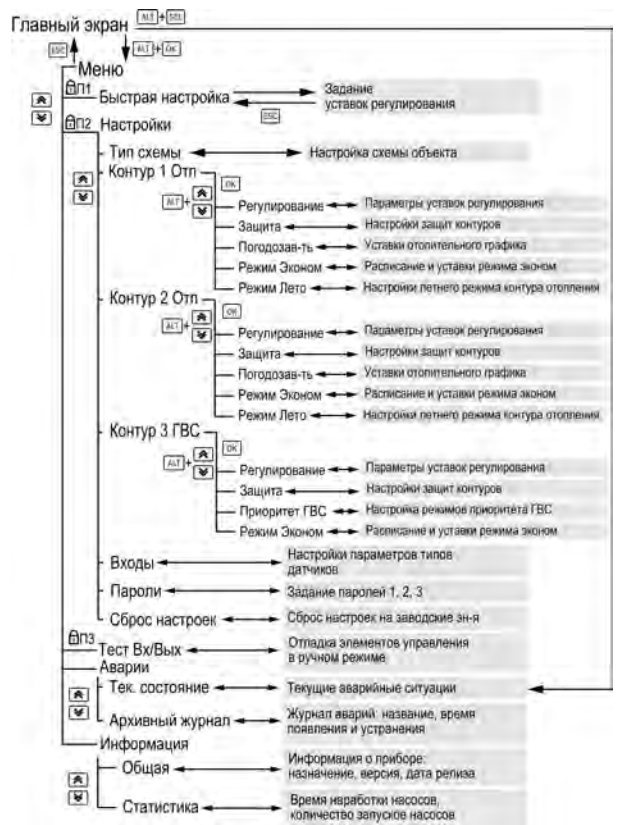 Главный экран ALT + SEL
ESC ALT + OK
Меню
П1
Быстрая настройка
Задание
уставок регулирования
ESC
П2 Настройки
Тип схемы Настройка схемы объекта
Контур 1 Отп
OK
ALT +
Регулирование Параметры уставок регулирования
Защита Настройки защит контуров
Погодозав-ть Уставки отопительного графика
Режим Эконом Расписание и уставки режима эконом
Режим Лето Настройки летнего режима контура отопления
Контур 2 Отп
OK
ALT +
Регулирование Параметры уставок регулирования
Защита Настройки защит контуров
Погодозав-ть Уставки отопительного графика
Режим Эконом Расписание и уставки режима эконом
Режим Лето Настройки летнего режима контура отопления
Контур 3 ГВС
OK
ALT +
Регулирование Параметры уставок регулирования
Защита Настройки защит контуров
Приоритет ГВС Настройка режимов приоритета ГВС
Режим Эконом Расписание и уставки режима эконом
Входы Настройки параметров типов
датчиков
Пароли Задание паролей 1, 2, 3
Сброс настроек Сброс настроек на заводские зн-я
П3
Тест Вх/Вых Отладка элементов управления
в ручном режиме
Аварии
Тек. состояние Текущие аварийные ситуации
Архивный журнал Журнал аварий: название, время
появления и устранения
Информация
Общая Информация о приборе:
назначение, версия, дата релиза
Статистика Время наработки насосов,
количество запусков насосов